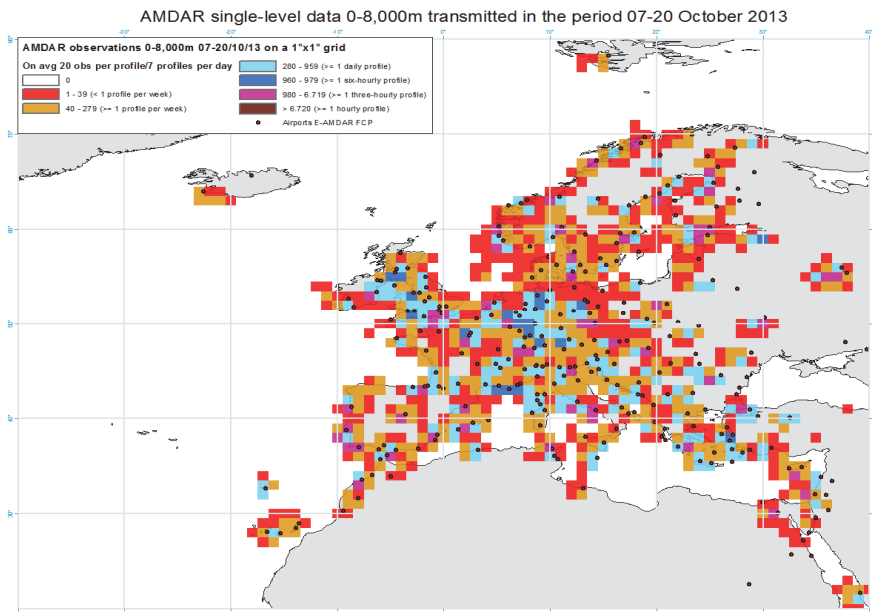 AMDAR single-level data 0-8,000m transmitted in the period 07-20 October 2013
AMDAR observations 0-8,000m 07-20/10/13 on a 1°x1° grid
On avg 20 obs per profile/7 profiles per day
0
1 - 39 (< 1 profile per week)
40 - 279 (>= 1 profile per week)
280 - 959 (>= 1 daily profile)
960 - 979 (>= 1 six-hourly profile)
980 - 6.719 (>= 1 three-hourly profile)
> 6.720 (>= 1 hourly profile)
Airports E-AMDAR FCP